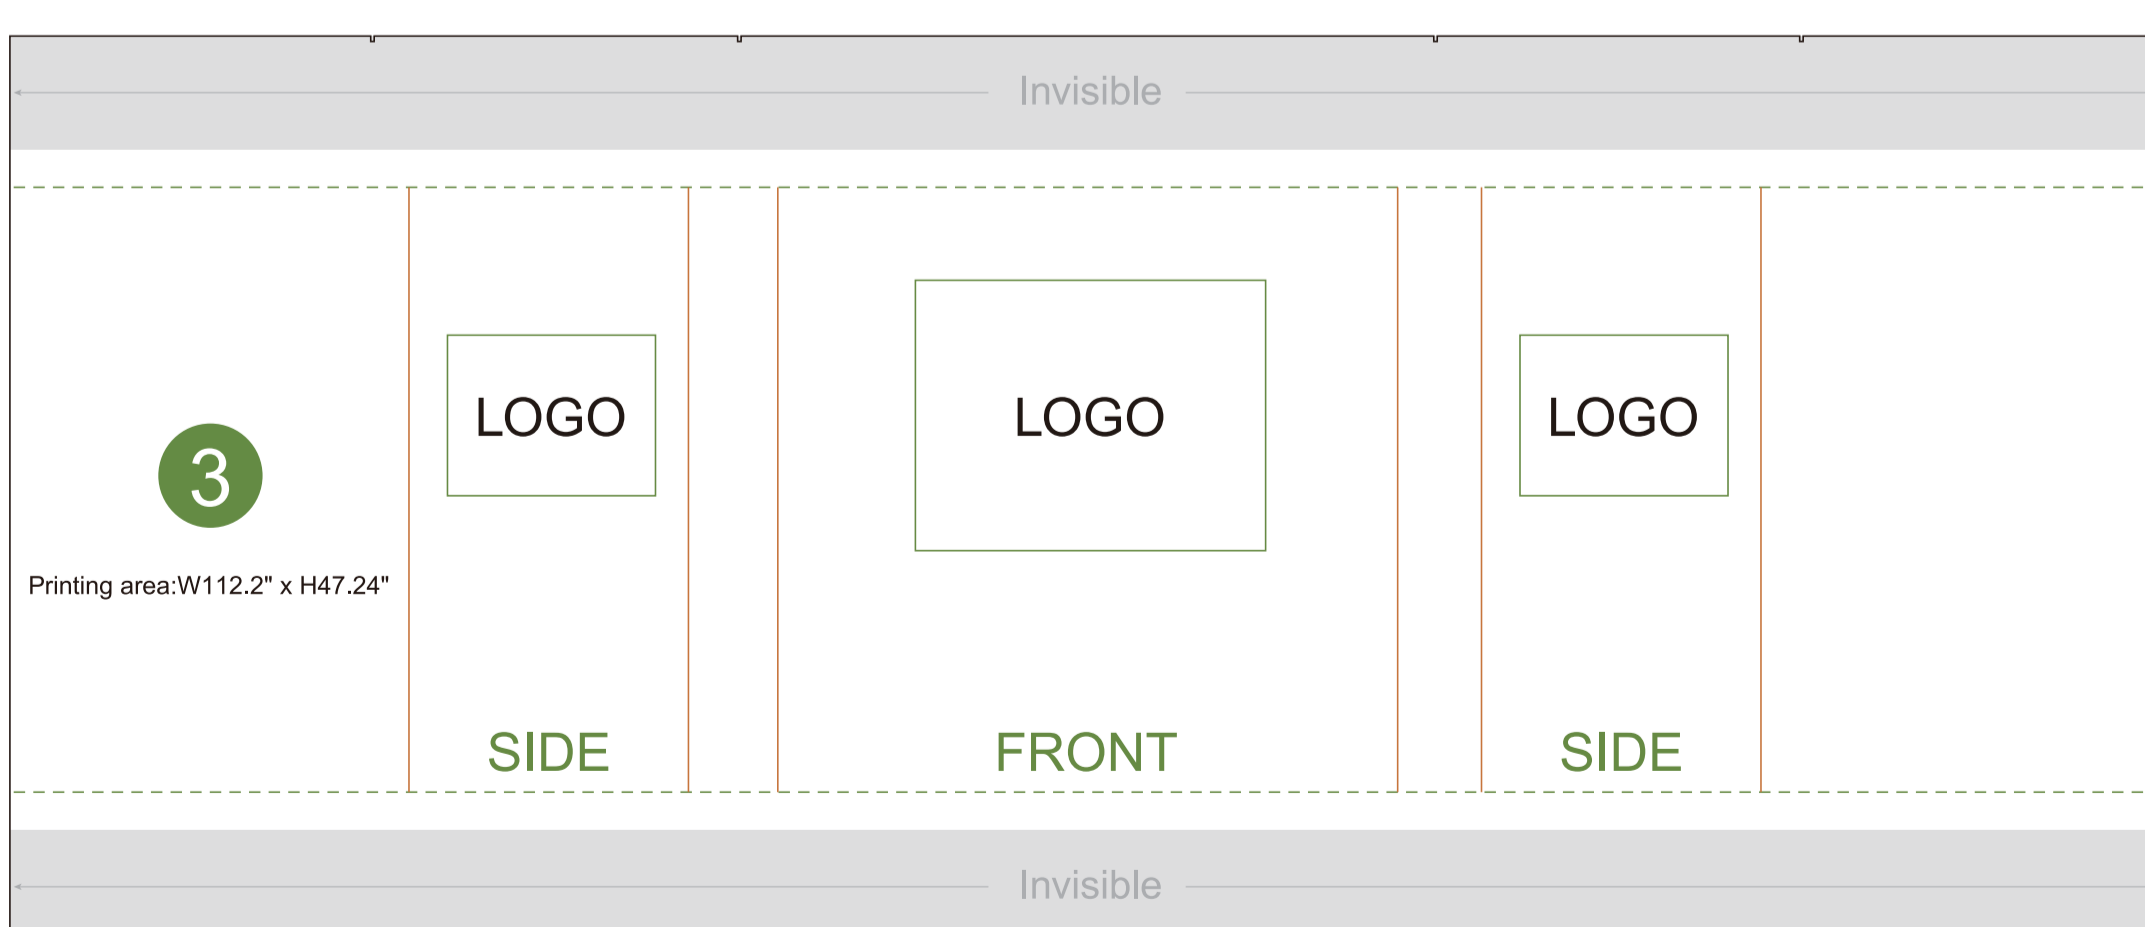 Invisible
LOGO
LOGO
LOGO
3
Printing area:W112.2" x H47.24"
SIDE
FRONT
SIDE
Invisible